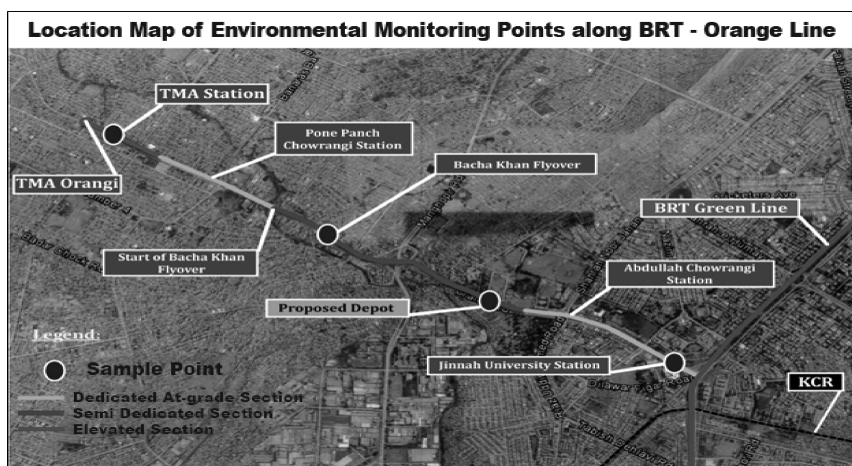 Location Map of Environmental Monitoring Points along BRT - Orange Line
TMA Station
Pone Panch
Chowrangi Station
Bacha Khan Flyover
TMA Orangi
BRT Green Line
Start of Bacha Khan
Flyover
Abdullah Chowrangi
Station
Proposed Depot
Legend:
Jinnah University Station
Sample Point
KCR
Dedicated At-grade Section
Semi Dedicated Section
Elevated Section